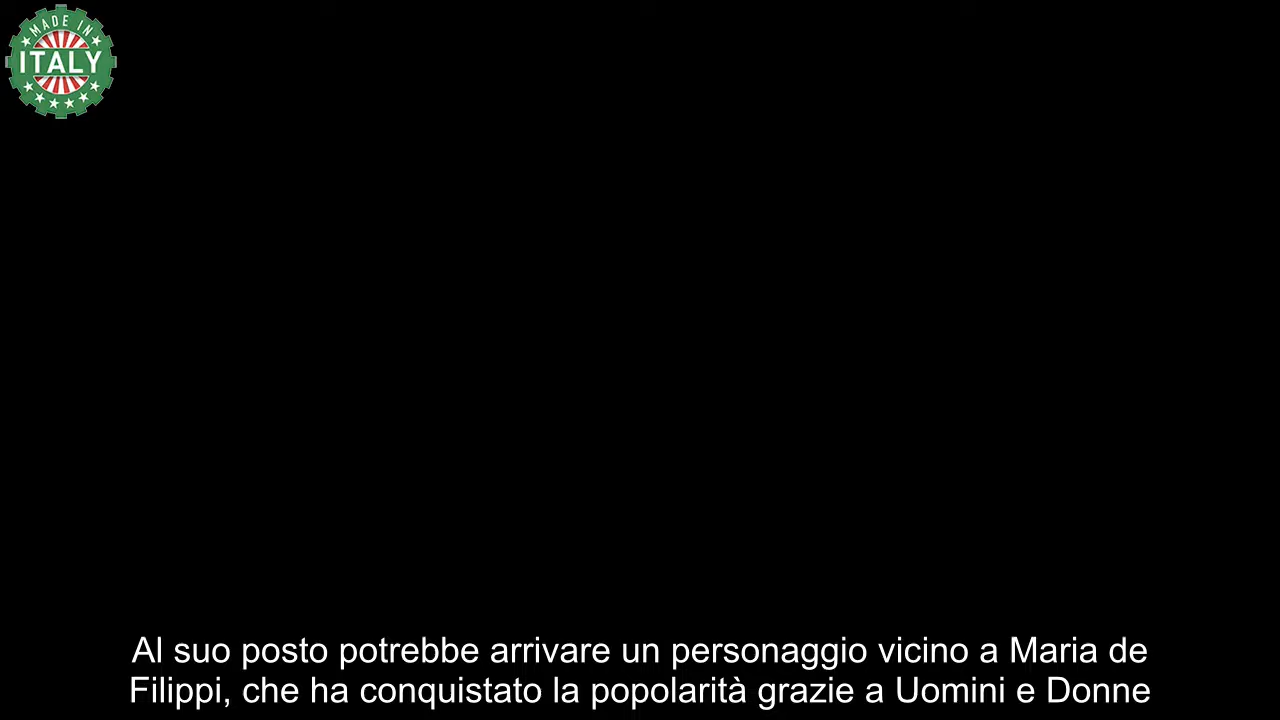 MADE IN
ITALY
Al suo posto potrebbe arrivare un personaggio vicino a Maria de
Filippi, che ha conquistato la popolarità grazie a Uomini e Donne